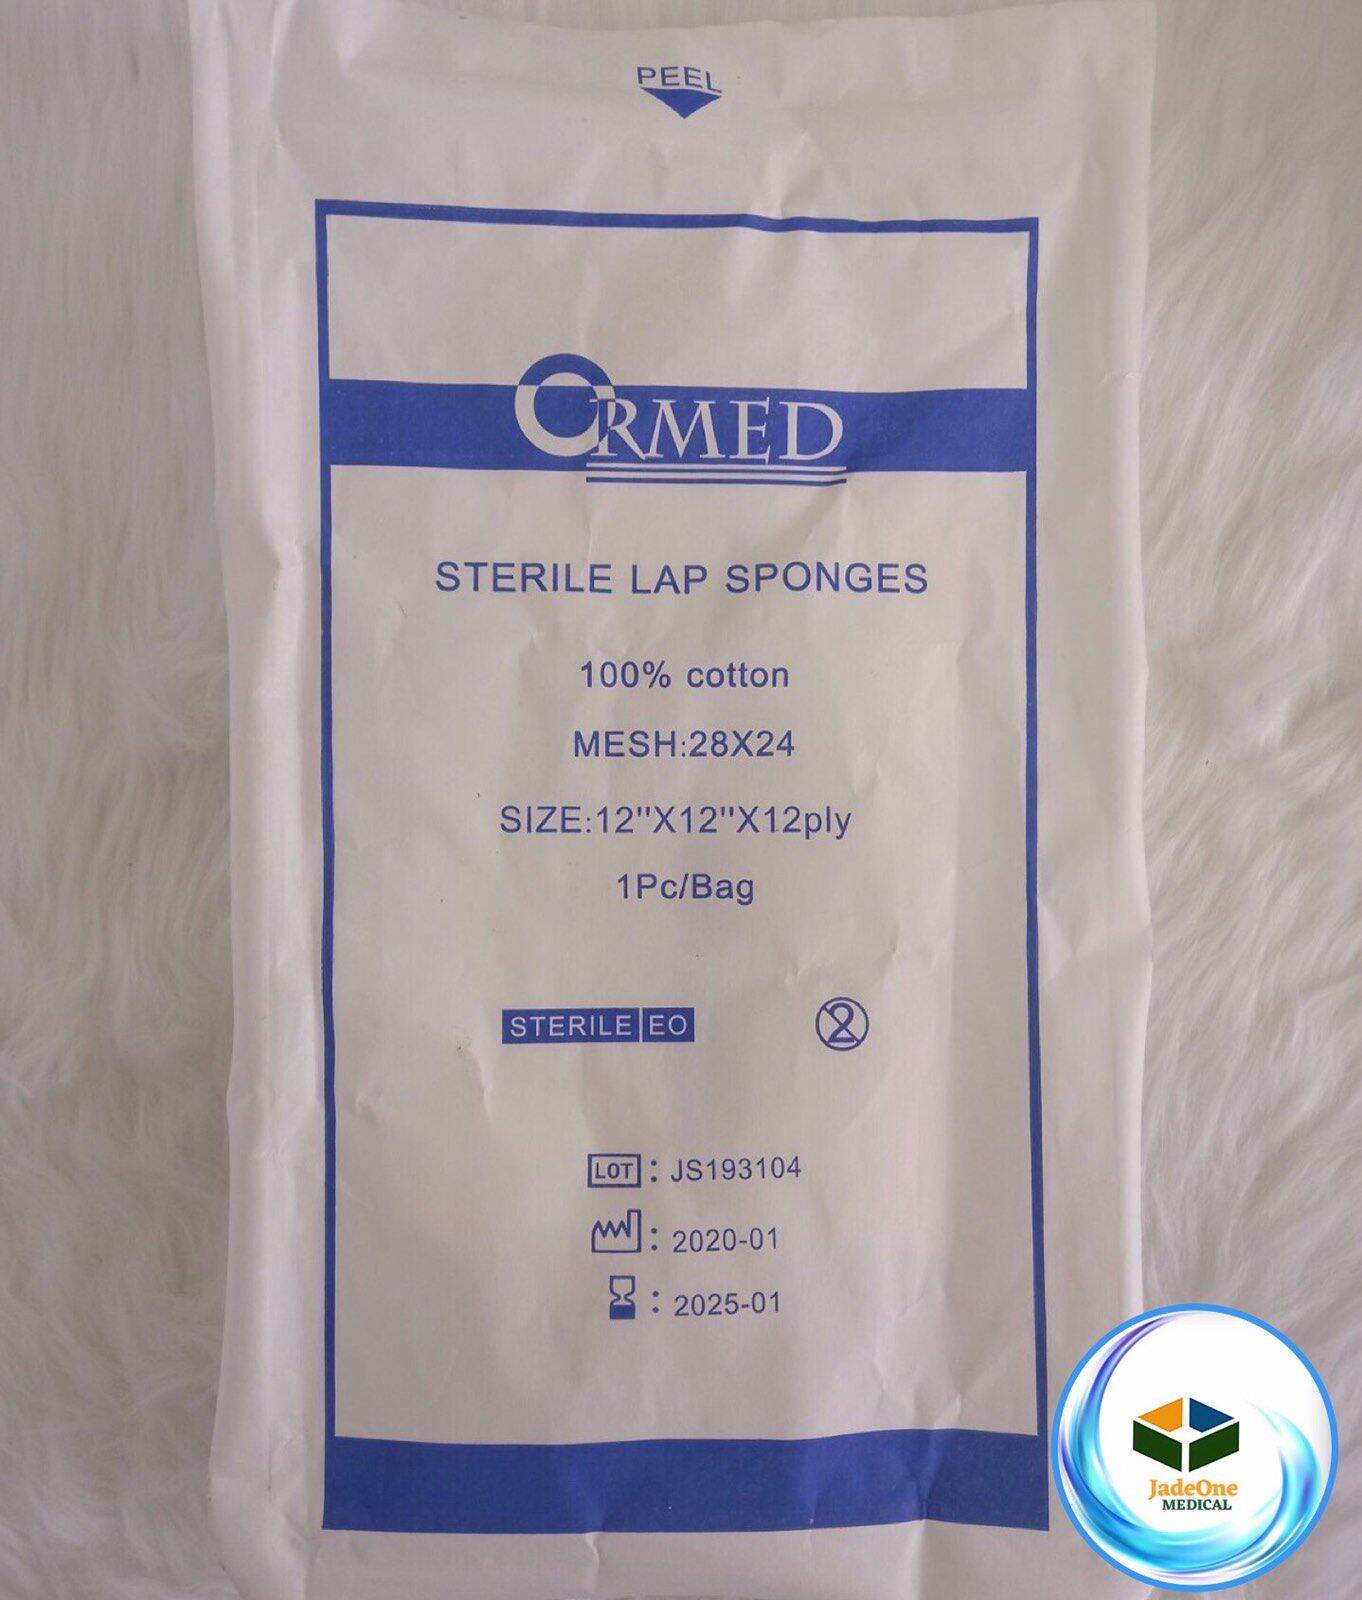 PEEL
ORMED
STERILE LAP SPONGES
100% cotton
MESH:28X24
SIZE:12"X12"X12ply
1Pc/Bag
STERILE EO
2
LOT : JS193104
: 2020-01
: 2025-01
JadeOne
MEDICAL